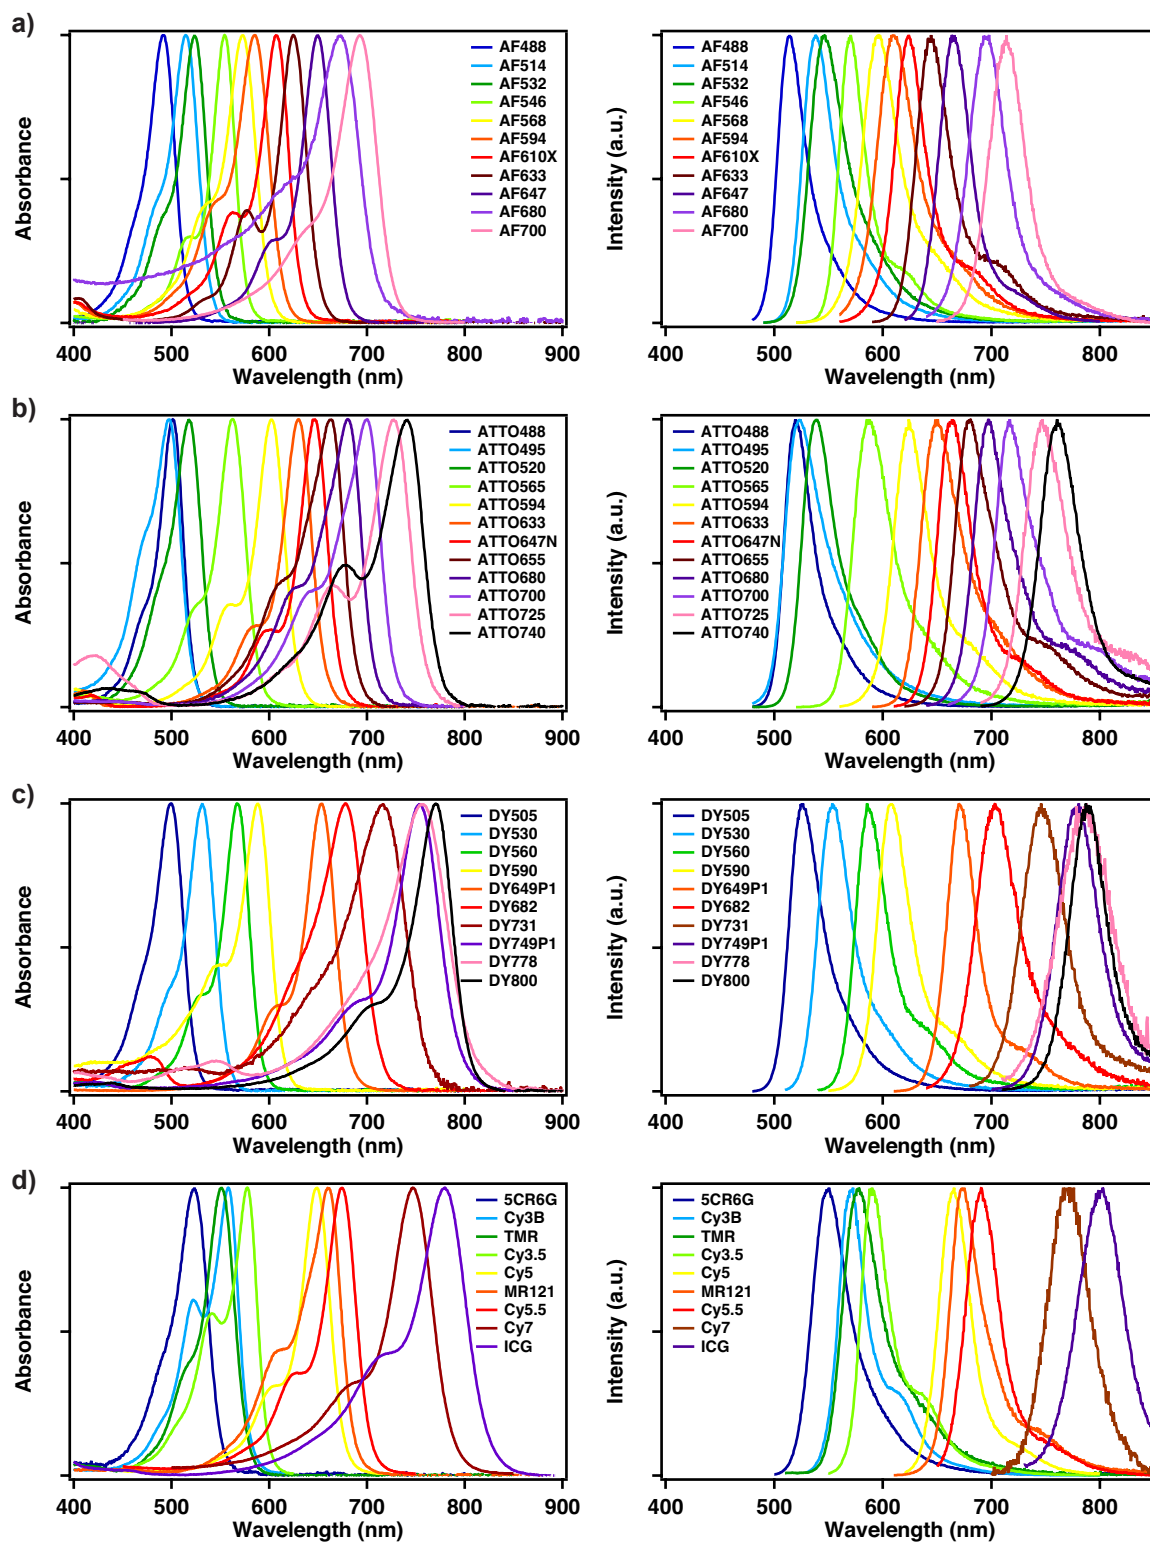 a)
Absorbance
AF488
AF514
AF532
AF546
AF568
AF594
AF610X
AF633
AF647
AF680
AF700
400 500 600 700 800 900
Wavelength (nm)
Intensity (a.u.)
AF488
AF514
AF532
AF546
AF568
AF594
AF610X
AF633
AF647
AF680
AF700
400 500 600 700 800
Wavelength (nm)
b)
Absorbance
ATTO488
ATTO495
ATTO520
ATTO565
ATTO594
ATTO633
ATTO647N
ATTO655
ATTO680
ATTO700
ATTO725
ATTO740
400 500 600 700 800 900
Wavelength (nm)
Intensity (a.u.)
ATTO488
ATTO495
ATTO520
ATTO565
ATTO594
ATTO633
ATTO647N
ATTO655
ATTO680
ATTO700
ATTO725
ATTO740
400 500 600 700 800
Wavelength (nm)
c)
Absorbance
DY505
DY530
DY560
DY590
DY649P1
DY682
DY731
DY749P1
DY778
DY800
400 500 600 700 800 900
Wavelength (nm)
Intensity (a.u.)
DY505
DY530
DY560
DY590
DY649P1
DY682
DY731
DY749P1
DY778
DY800
400 500 600 700 800
Wavelength (nm)
d)
Absorbance
5CR6G
Cy3B
TMR
Cy3.5
Cy5
MR121
Cy5.5
Cy7
ICG
400 500 600 700 800 900
Wavelength (nm)
Intensity (a.u.)
5CR6G
Cy3B
TMR
Cy3.5
Cy5
MR121
Cy5.5
Cy7
ICG
400 500 600 700 800
Wavelength (nm)